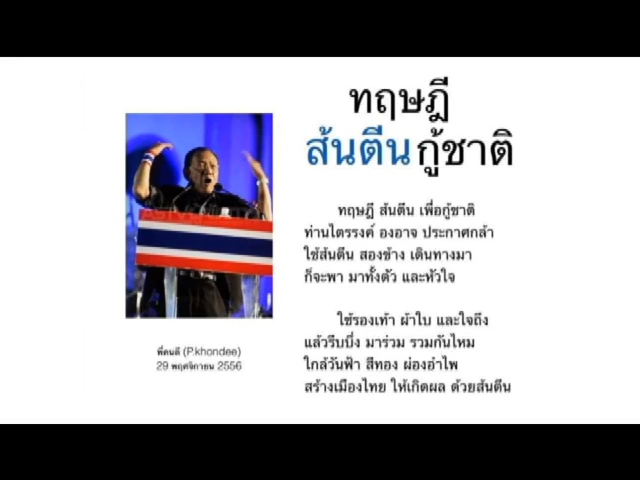 ทฤษฎี
ส้นตีนกู้ชาติ
ทฤษฎี ส้นตีน เพื่อกู้ชาติ
ท่านไตรรงค์ องอาจ ประกาศกล้า
ใช้ส้นตีน สองข้าง เดินทางมา
ก็จะพา มาทั้งตัว และหัวใจ
ใช้รองเท้า ผ้าใบ และใจถึง
แล้วรีบบึ่ง มาร่วม รวมกันไหม
ใกล้วันฟ้า สีทอง ผ่องอำไพ
สร้างเมืองไทย ให้เกิดผล ด้วยส้นตีน
พี่คนดี (P.khondee)
29 พฤศจิกายน 2556